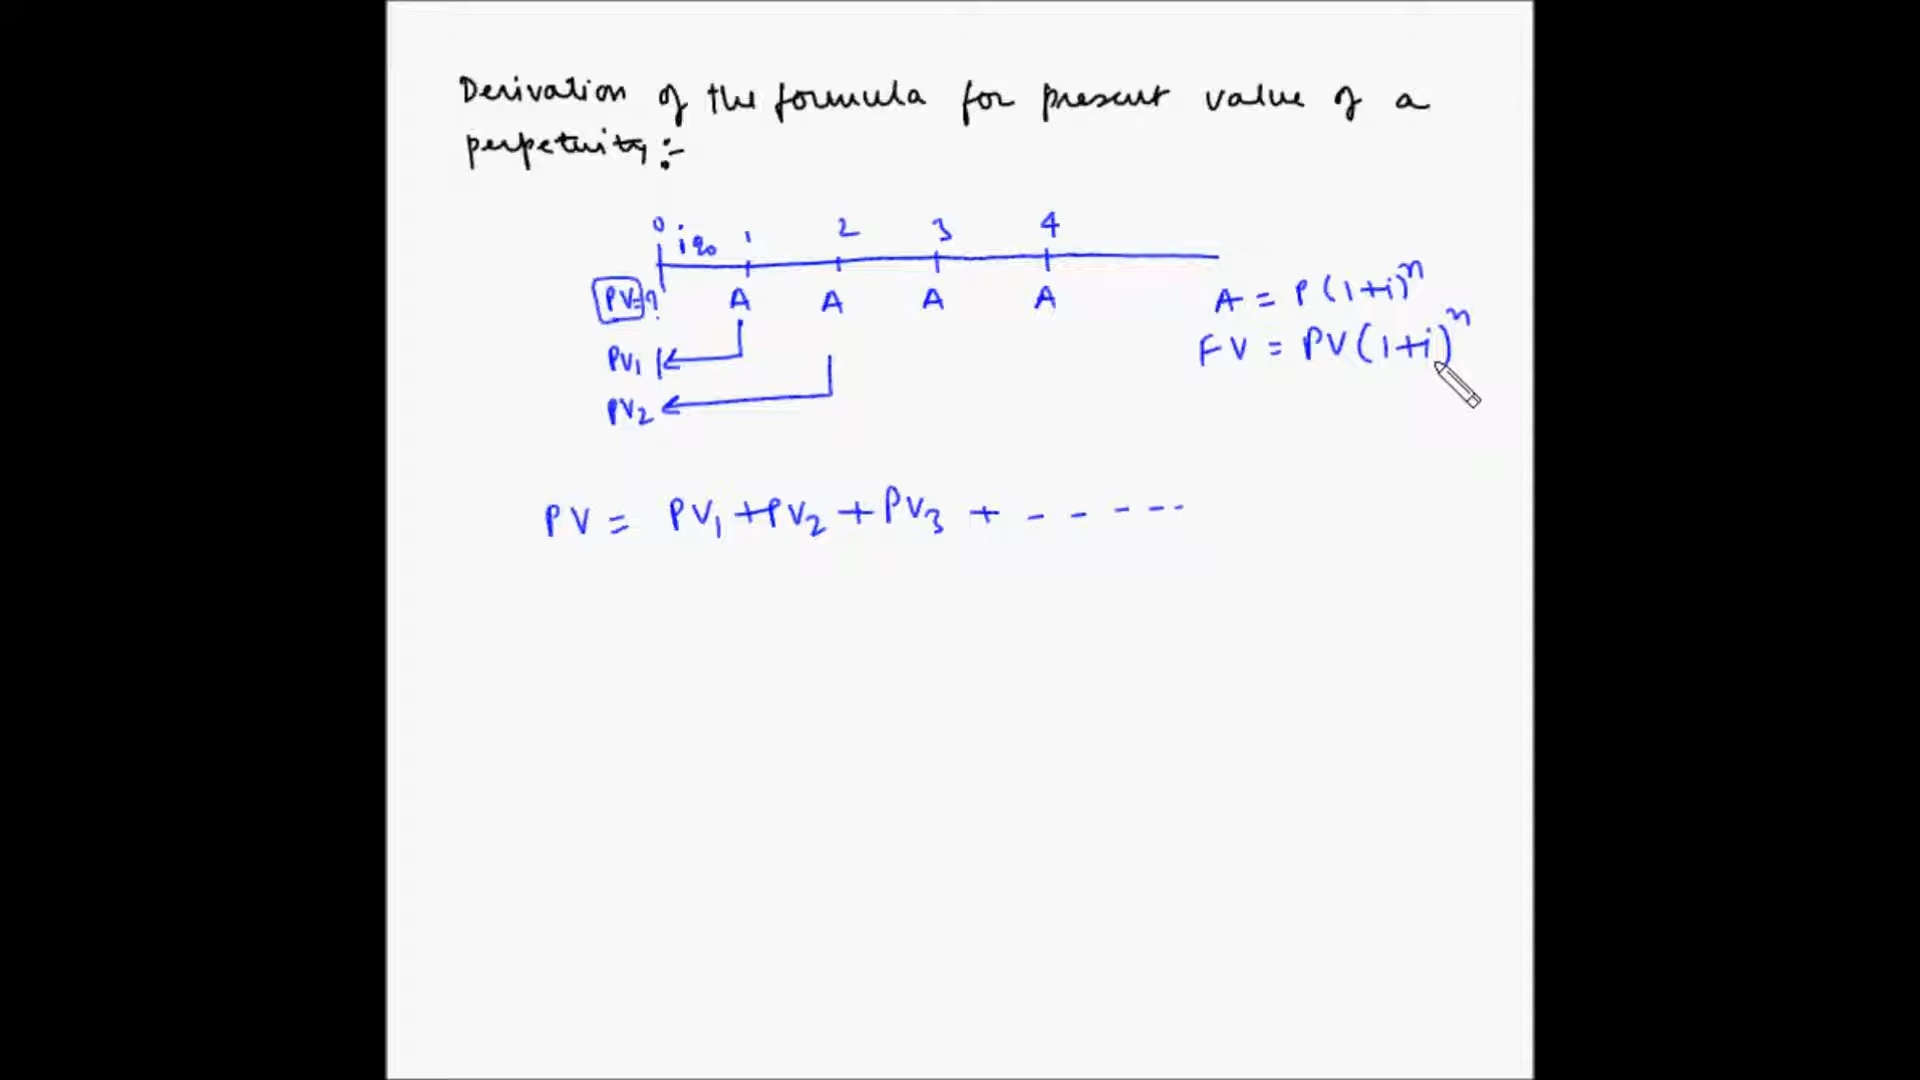 Derivation of the formula for present value of a
perpetuity:-
0 i% 1 2 3 4
PV=? A A A A
A = P(1+i)^n
FV = PV(1+i)^n
PV1
PV2
PV = PV1 + PV2 + PV3 + - - - - -